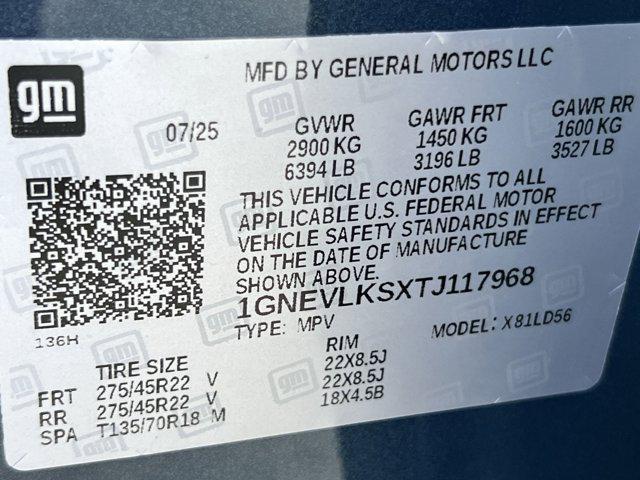 gm
MFD BY GENERAL MOTORS LLC
07/25 GVWR GAWR FRT GAWR RR
2900 KG 1450 KG 1600 KG
6394 LB 3196 LB 3527 LB
THIS VEHICLE CONFORMS TO ALL
APPLICABLE U.S. FEDERAL MOTOR
VEHICLE SAFETY STANDARDS IN EFFECT
ON THE DATE OF MANUFACTURE
SHOWN ABOVE.
1GNEVLKSXTJ117968
136H
TYPE: MPV MODEL: X81LD56
TIRE SIZE RIM
FRT 275/45R22 V 22X8.5J
RR 275/45R22 V 22X8.5J
SPA T135/70R18 M 18X4.5B